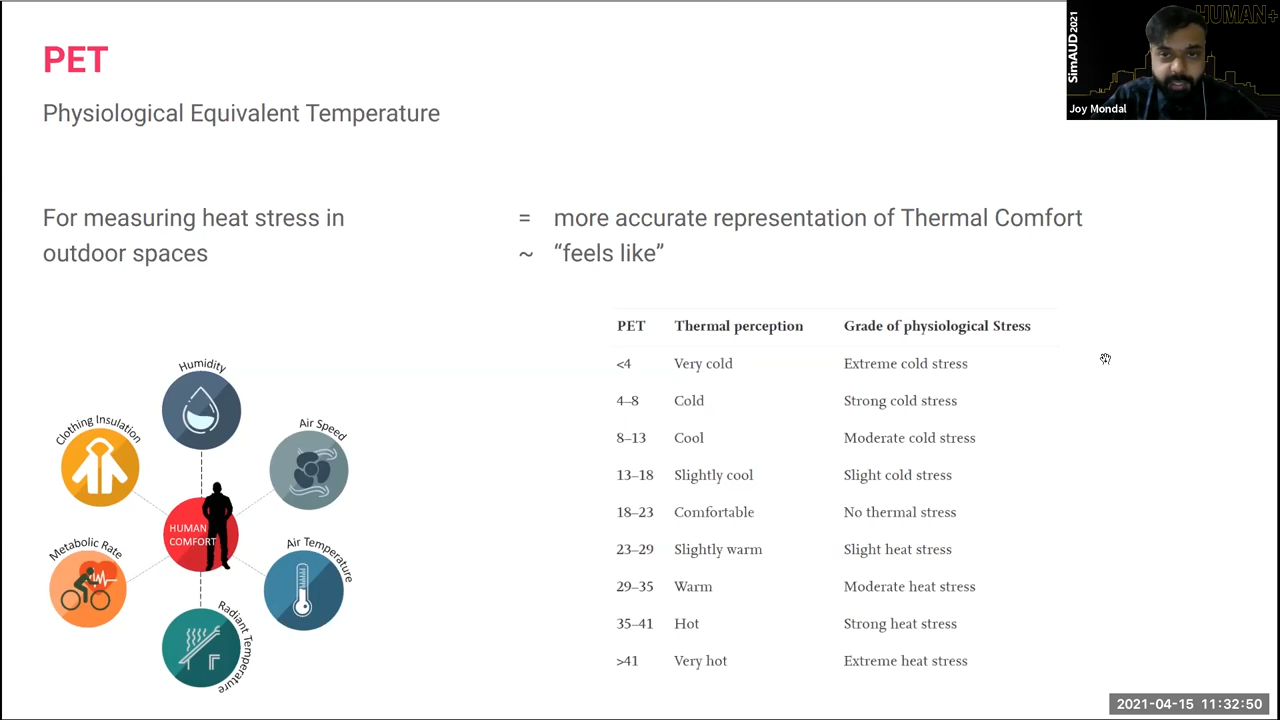 PET
Physiological Equivalent Temperature
For measuring heat stress in
outdoor spaces
= more accurate representation of Thermal Comfort
~ “feels like”
Humidity
Clothing Insulation
Air Speed
HUMAN
COMFORT
Metabolic Rate
Air Temperature
Radiant Temperature
PET Thermal perception Grade of physiological Stress
<4 Very cold Extreme cold stress
4–8 Cold Strong cold stress
8–13 Cool Moderate cold stress
13–18 Slightly cool Slight cold stress
18–23 Comfortable No thermal stress
23–29 Slightly warm Slight heat stress
29–35 Warm Moderate heat stress
35–41 Hot Strong heat stress
>41 Very hot Extreme heat stress
SimAUD2021
HUMAN+
Joy Mondal
2021-04-15 11:32:50